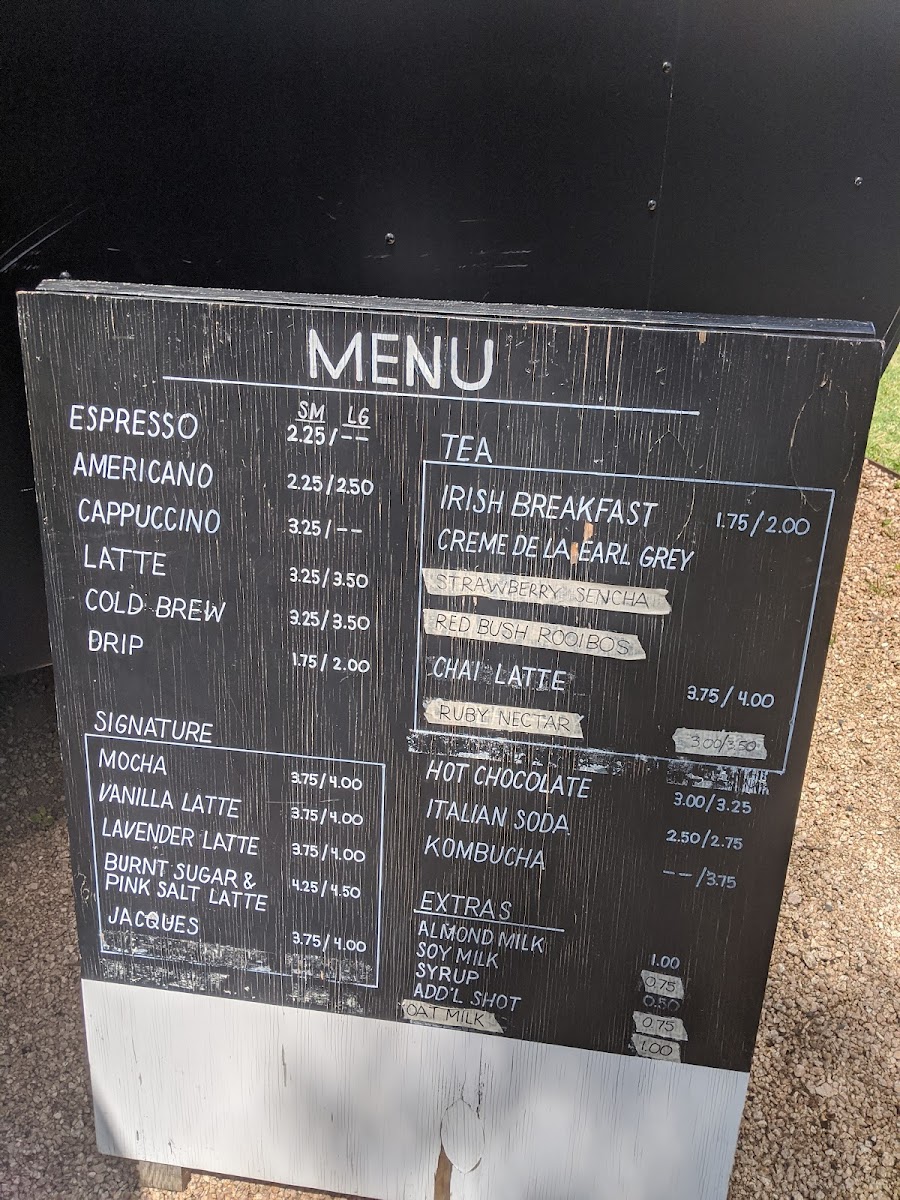 MENU
SM LG
ESPRESSO 2.25/--
AMERICANO 2.25/2.50
CAPPUCCINO 3.25/--
LATTE 3.25/3.50
COLD BREW 3.25/3.50
DRIP 1.75/2.00
SIGNATURE
MOCHA 3.75/4.00
VANILLA LATTE 3.75/4.00
LAVENDER LATTE 3.75/4.00
BURNT SUGAR &
PINK SALT LATTE 4.25/4.50
JACQUES 3.75/4.00
TEA
IRISH BREAKFAST 1.75/2.00
CREME DE LA EARL GREY
STRAWBERRY SENCHA
RED BUSH ROOIBOS
CHAI LATTE 3.75/4.00
RUBY NECTAR 3.00/3.50
HOT CHOCOLATE 3.00/3.25
ITALIAN SODA 2.50/2.75
KOMBUCHA --/3.75
EXTRAS
ALMOND MILK 1.00
SOY MILK 0.75
SYRUP 0.50
ADD'L SHOT 0.75
OAT MILK 1.00